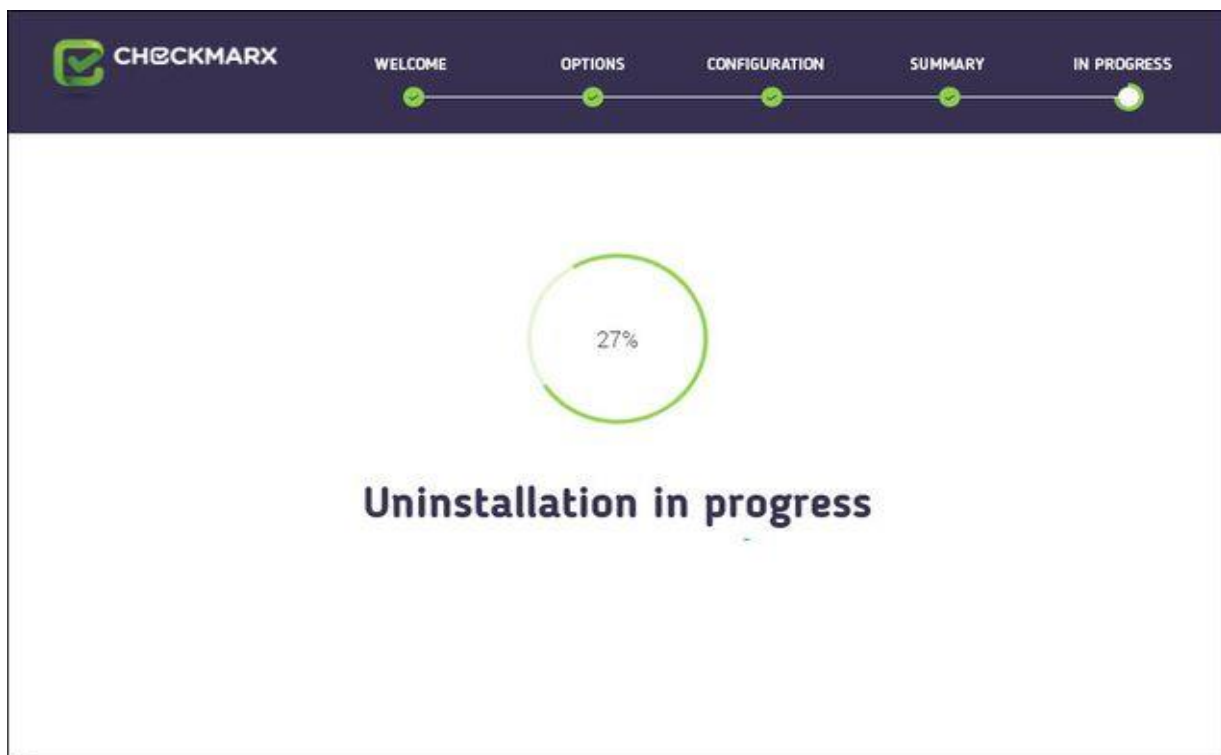 CHECKMARX
WELCOME
OPTIONS
CONFIGURATION
SUMMARY
IN PROGRESS
27%
Uninstallation in progress